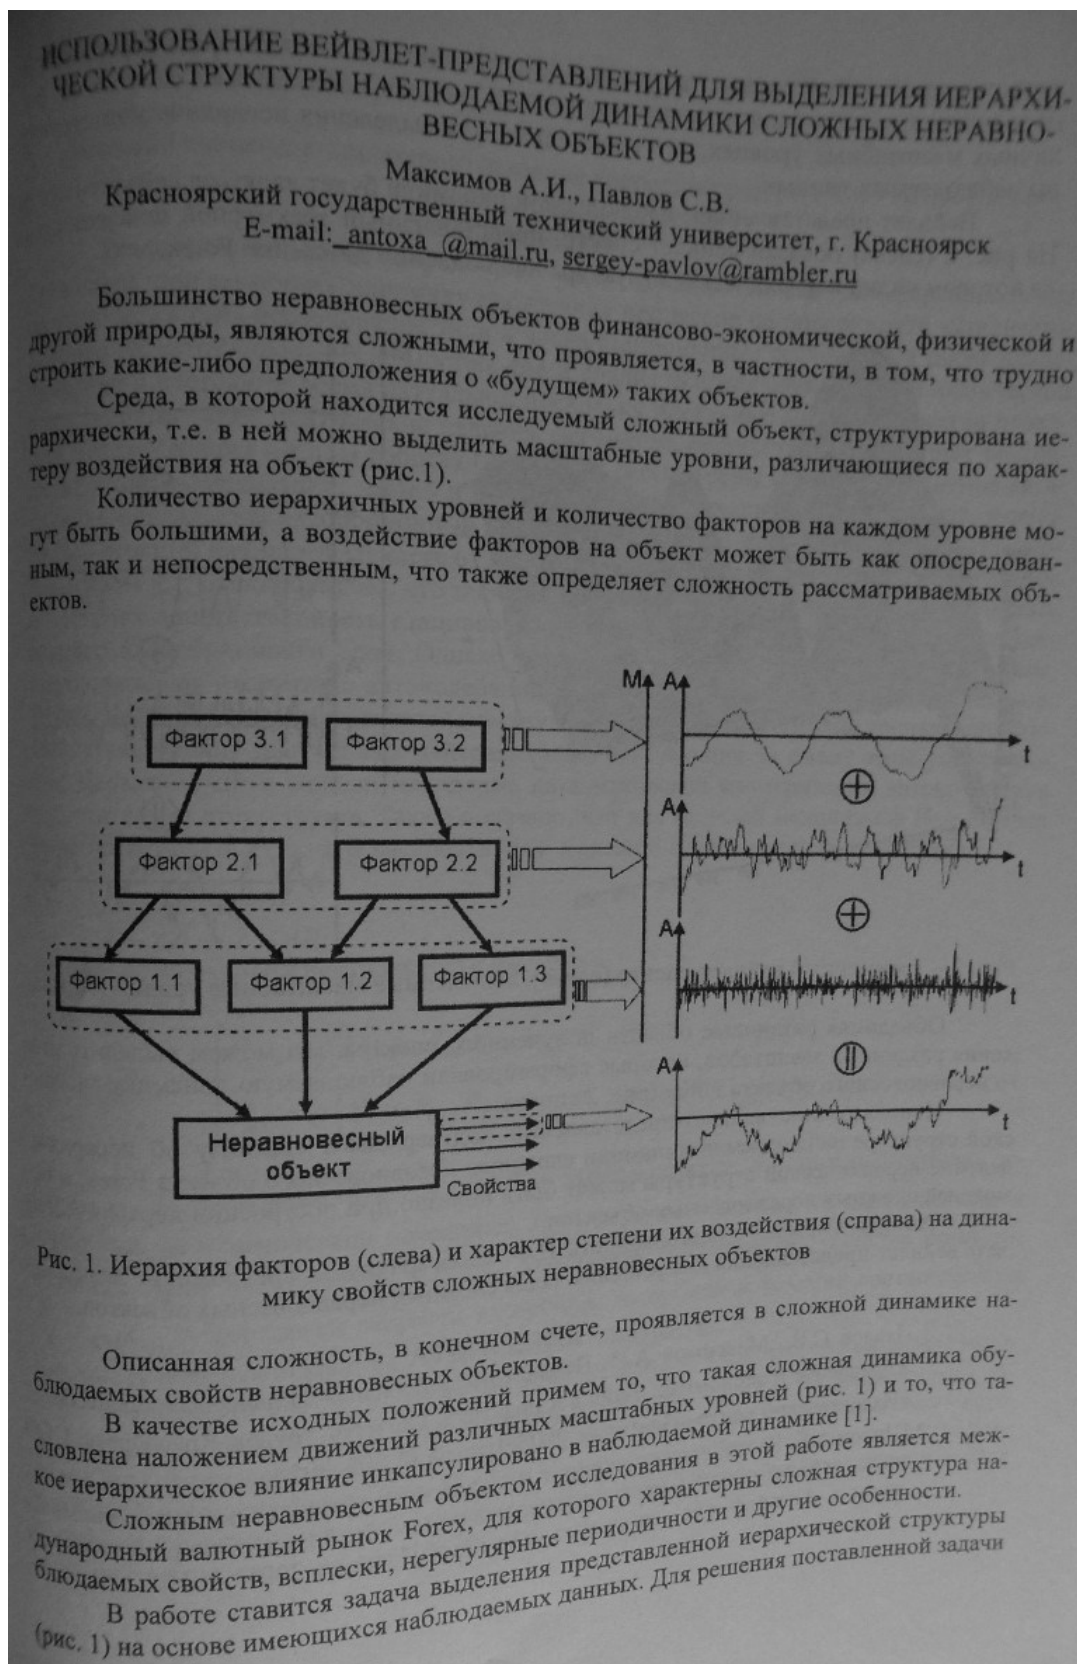 ИСПОЛЬЗОВАНИЕ ВЕЙВЛЕТ-ПРЕДСТАВЛЕНИЙ ДЛЯ ВЫДЕЛЕНИЯ ИЕРАРХИ-
ЧЕСКОЙ СТРУКТУРЫ НАБЛЮДАЕМОЙ ДИНАМИКИ СЛОЖНЫХ НЕРАВНО-
ВЕСНЫХ ОБЪЕКТОВ
Максимов А.И., Павлов С.В.
Красноярский государственный технический университет, г. Красноярск
E-mail:_antoxa_@mail.ru, sergey-pavlov@rambler.ru
Большинство неравновесных объектов финансово-экономической, физической и
другой природы, являются сложными, что проявляется, в частности, в том, что трудно
строить какие-либо предположения о «будущем» таких объектов.
Среда, в которой находится исследуемый сложный объект, структурирована ие-
рархически, т.е. в ней можно выделить масштабные уровни, различающиеся по харак-
теру воздействия на объект (рис.1).
Количество иерархичных уровней и количество факторов на каждом уровне мо-
гут быть большими, а воздействие факторов на объект может быть как опосредован-
ным, так и непосредственным, что также определяет сложность рассматриваемых объ-
ектов.
М А
Фактор 3.1 Фактор 3.2
t
А
Фактор 2.1 Фактор 2.2
t
А
Фактор 1.1 Фактор 1.2 Фактор 1.3
t
А
Неравновесный
объект
t
Свойства
Рис. 1. Иерархия факторов (слева) и характер степени их воздействия (справа) на дина-
мику свойств сложных неравновесных объектов
Описанная сложность, в конечном счете, проявляется в сложной динамике на-
блюдаемых свойств неравновесных объектов.
В качестве исходных положений примем то, что такая сложная динамика обу-
словлена наложением движений различных масштабных уровней (рис. 1) и то, что та-
кое иерархическое влияние инкапсулировано в наблюдаемой динамике [1].
Сложным неравновесным объектом исследования в этой работе является меж-
дународный валютный рынок Forex, для которого характерны сложная структура на-
блюдаемых свойств, всплески, нерегулярные периодичности и другие особенности.
В работе ставится задача выделения представленной иерархической структуры
(рис. 1) на основе имеющихся наблюдаемых данных. Для решения поставленной задачи